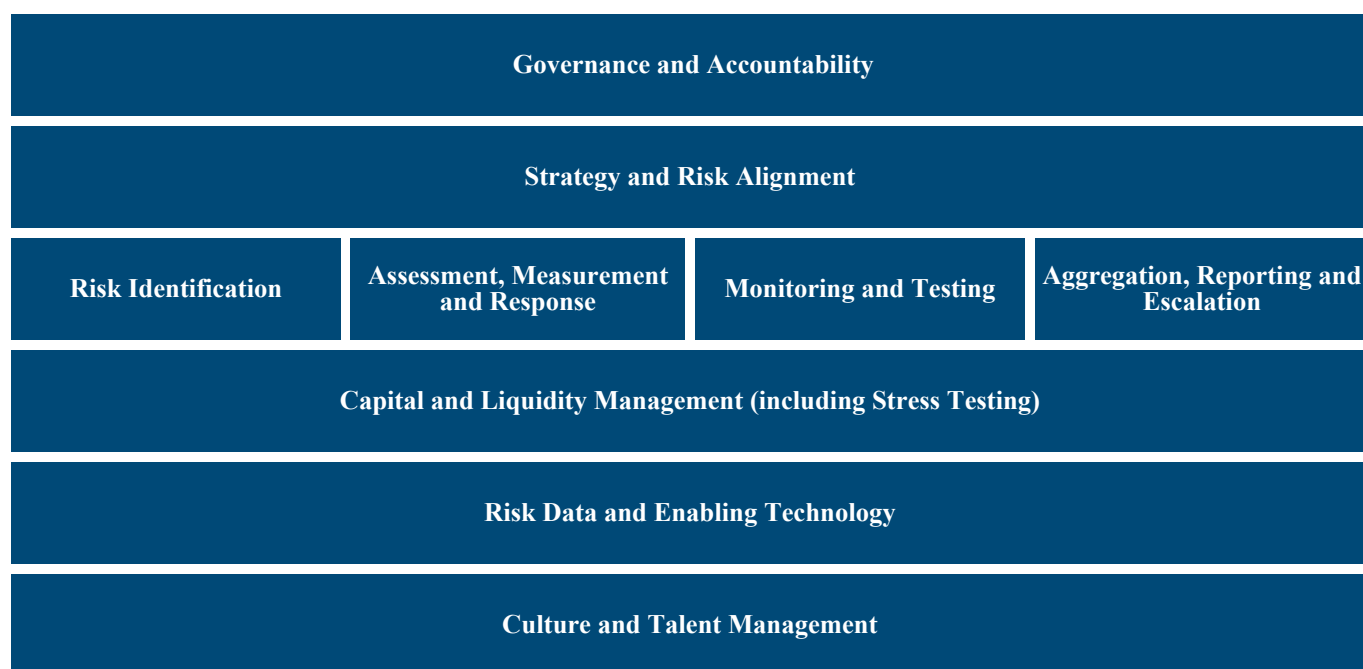 Governance and Accountability
Strategy and Risk Alignment
Risk Identification
Assessment, Measurement
and Response
Monitoring and Testing
Aggregation, Reporting and
Escalation
Capital and Liquidity Management (including Stress Testing)
Risk Data and Enabling Technology
Culture and Talent Management